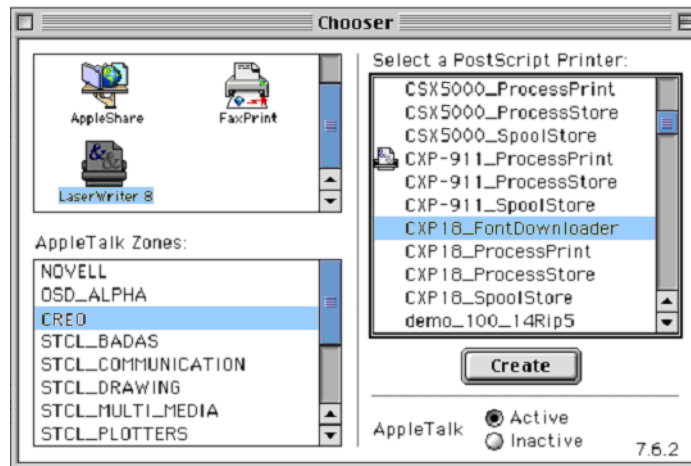 Chooser
AppleShare
FaxPrint
LaserWriter 8
AppleTalk Zones:
NOVELL
OSD_ALPHA
CREO
STCL_BADAS
STCL_COMMUNICATION
STCL_DRAWING
STCL_MULTI_MEDIA
STCL_PLOTTERS
Select a PostScript Printer:
CSX5000_ProcessPrint
CSX5000_ProcessStore
CSX5000_SpoolStore
CXP-911_ProcessPrint
CXP-911_ProcessStore
CXP-911_SpoolStore
CXP18_FontDownloader
CXP18_ProcessPrint
CXP18_ProcessStore
CXP18_SpoolStore
demo_100_14Rip5
Create
AppleTalk
Active
Inactive
7.6.2